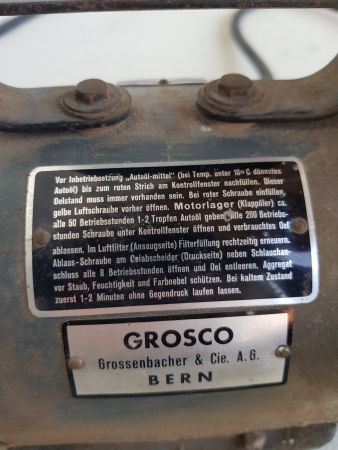 Vor Inbetriebsetzung „Autoöl-mittel" (bei Temp. unter 10° C dünnstes
Autoöl) bis zum roten Strich am Kontrollfenster nachfüllen. Dieser
Oelstand muss immer vorhanden sein. Bei roter Schraube einfüllen,
gelbe Luftschraube vorher öffnen. Motorlager (Klappöler) ca.
alle 50 Betriebsstunden 1-2 Tropfen Autoöl geben. Alle 200 Betriebs-
stunden Schraube unter Kontrollfenster öffnen und verbrauchtes Oel
ablassen. Im Luftfilter (Ansaugseite) Filterfüllung rechtzeitig erneuern.
Ablass-Schraube am Oelabscheider (Druckseite) neben Schlauchan-
schluss alle 8 Betriebsstunden öffnen und Oel entleeren. Aggregat
vor Staub, Feuchtigkeit und Farbnebel schützen. Bei kaltem Zustand
zuerst 1-2 Minuten ohne Gegendruck laufen lassen.
GROSCO
Grossenbacher & Cie. A.G.
BERN